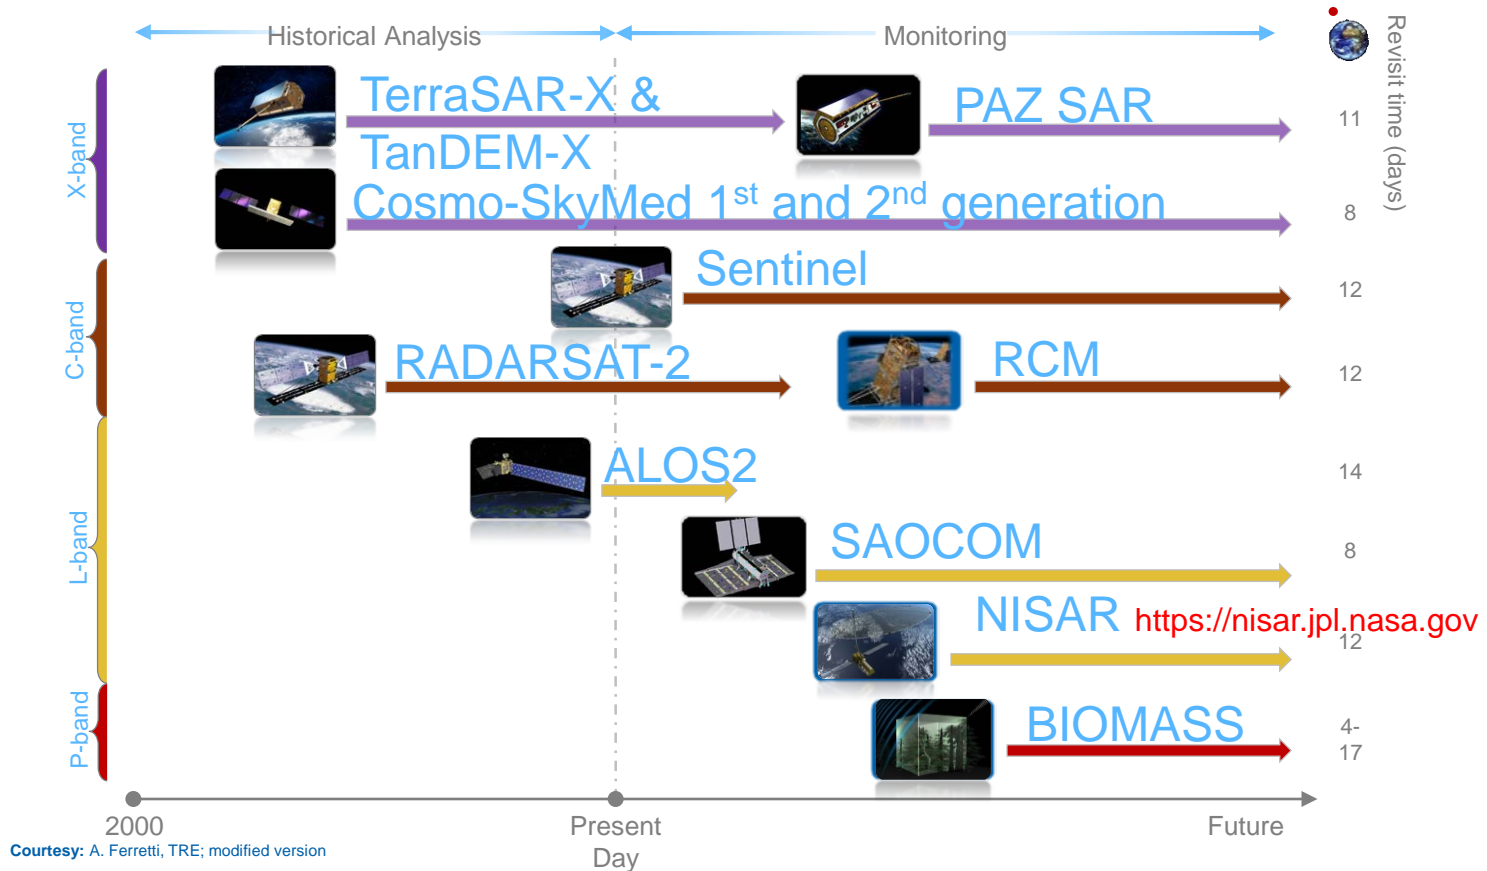 Historical Analysis
Monitoring
Revisit time (days)
X-band
TerraSAR-X &
TanDEM-X
PAZ SAR
11
Cosmo-SkyMed 1st and 2nd generation
8
C-band
Sentinel
12
RADARSAT-2
RCM
12
L-band
ALOS2
14
SAOCOM
8
NISAR https://nisar.jpl.nasa.gov
12
P-band
BIOMASS
4-
17
2000
Present
Day
Future
Courtesy: A. Ferretti, TRE; modified version